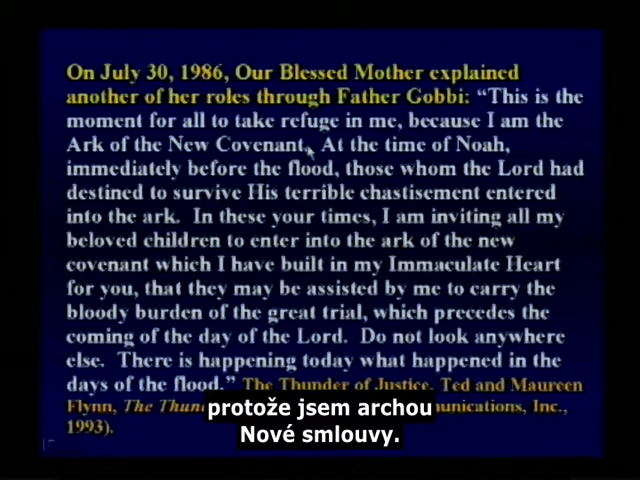 On July 30, 1986, Our Blessed Mother explained
another of her roles through Father Gobbi: “This is the
moment for all to take refuge in me, because I am the
Ark of the New Covenant. At the time of Noah,
immediately before the flood, those whom the Lord had
destined to survive His terrible chastisement entered
into the ark. In these your times, I am inviting all my
beloved children to enter into the ark of the new
covenant which I have built in my Immaculate Heart
for you, that they may be assisted by me to carry the
bloody burden of the great trial, which precedes the
coming of the day of the Lord. Do not look anywhere
else. There is happening today what happened in the
days of the flood.” The Thunder of Justice, Ted and Maureen
Flynn, The
1993).
protože jsem archou
Nové smlouvy.